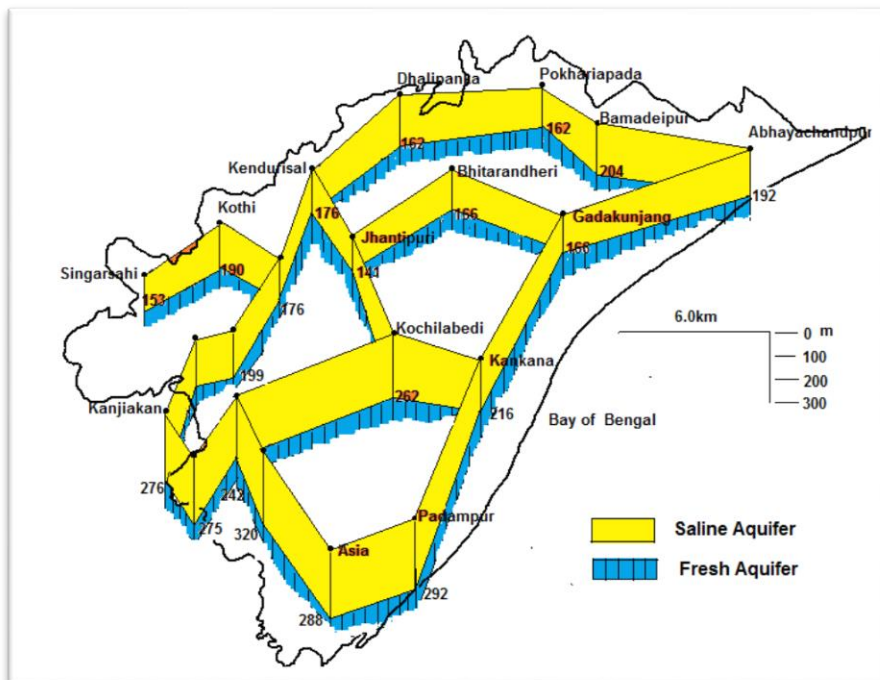 Pokhariapada
Dhalipanka
Bamadeipur
Abhayachandpur
162
162
Kendurisal
Bhitarandheri
204
192
Kothi
176
166
Gadakunjang
Jhantipuri
166
Singarsahi
190
141
153
176
Kochilabedi
6.0km
0 m
100
200
300
199
Kankana
Kanjiakan
262
216
Bay of Bengal
276
242
275
320
Padampur
Asia
Saline Aquifer
Fresh Aquifer
292
288